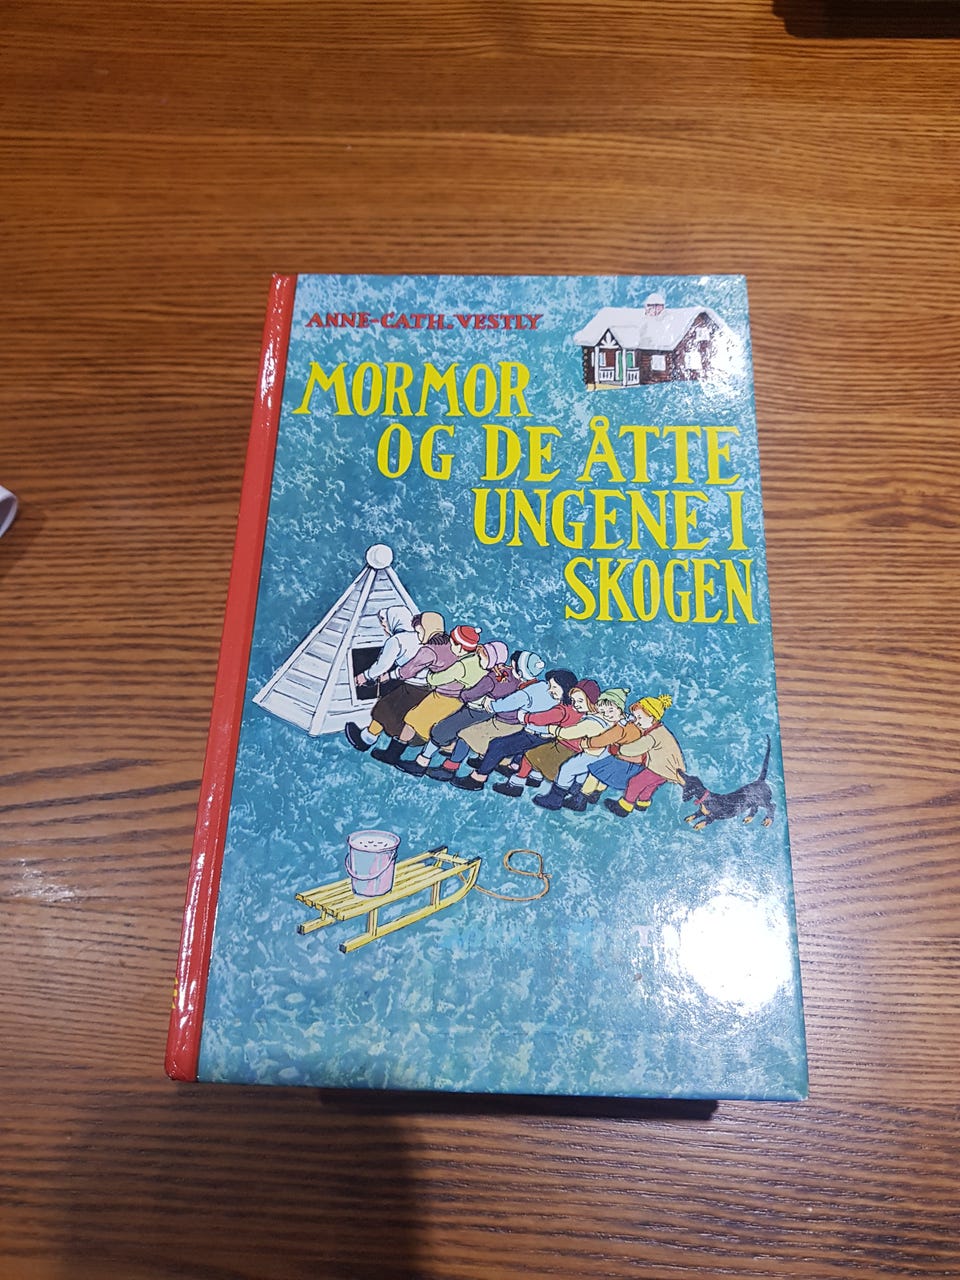 ANNE-CATH. VESTLY
MORMOR
OG DE ÅTTE
UNGENE I
SKOGEN